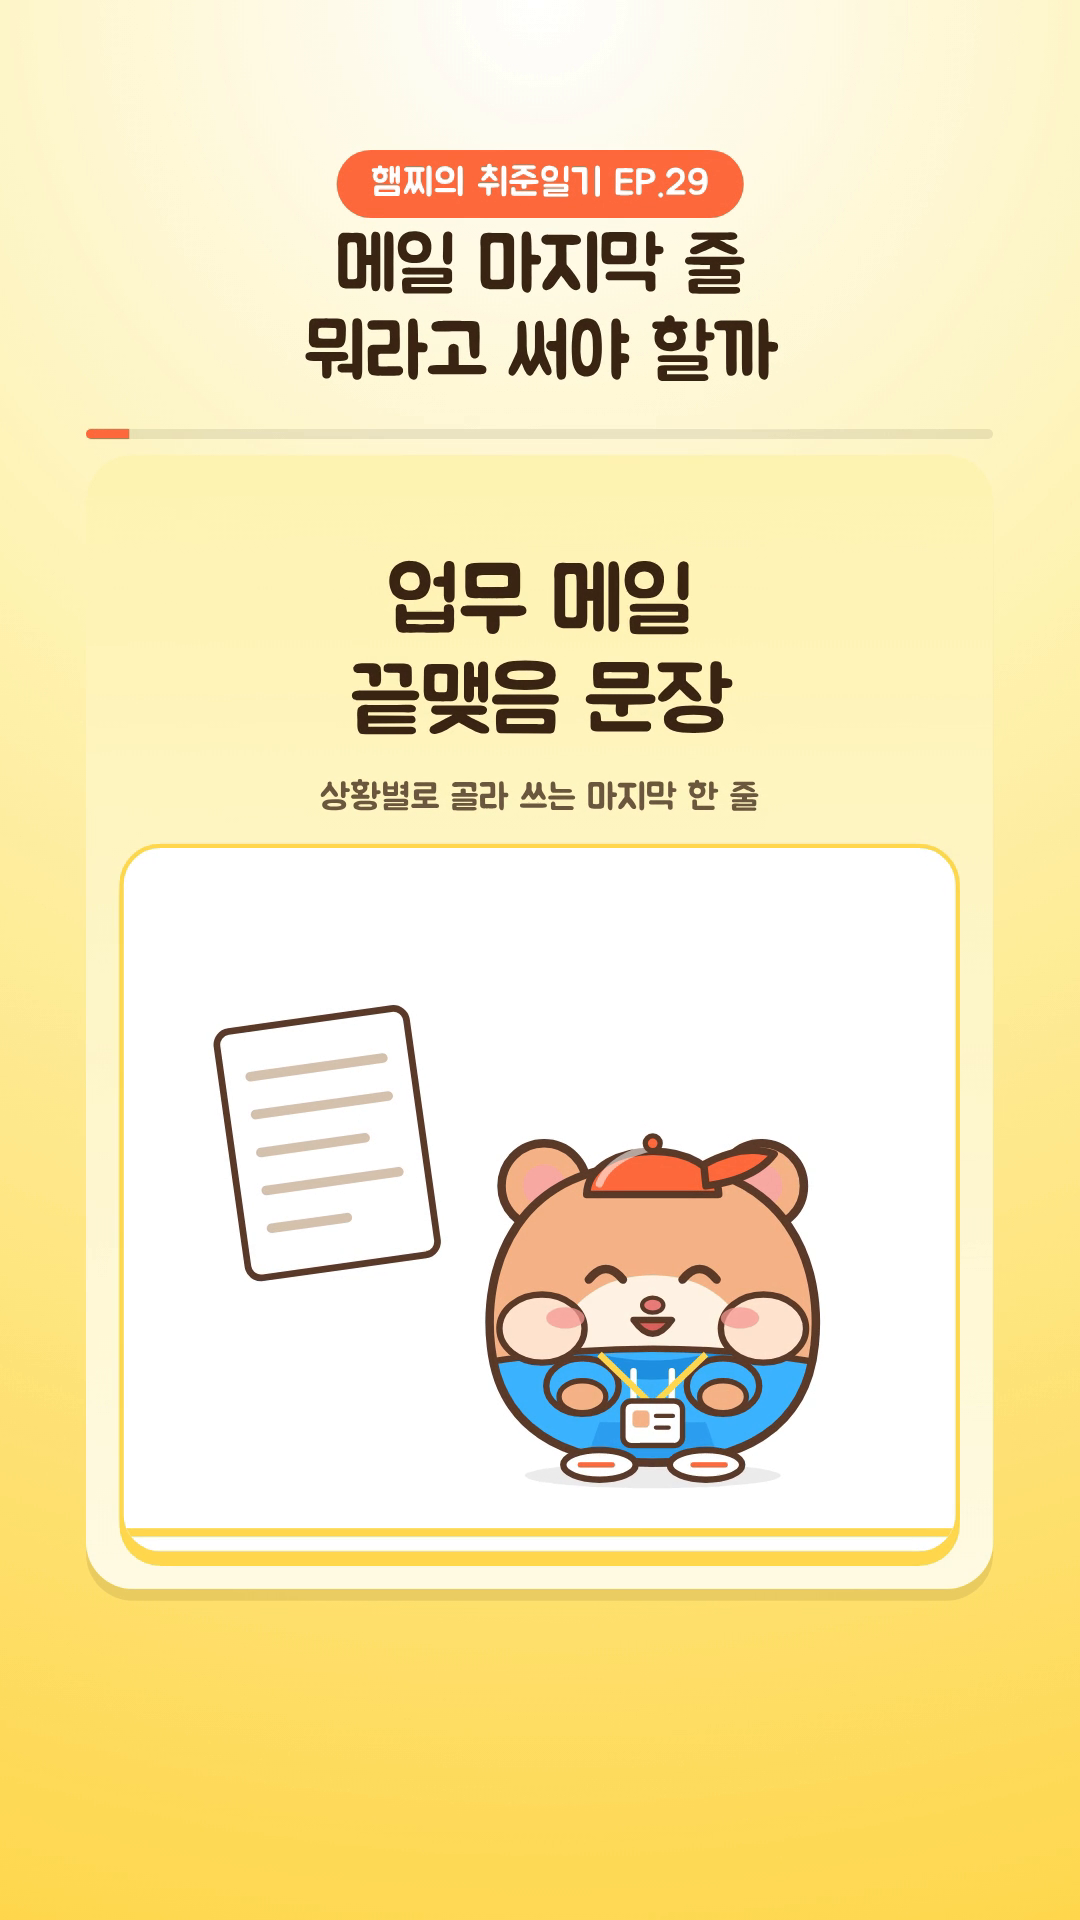 햄찌의 취준일기 EP.29
메일 마지막 줄
뭐라고 써야 할까
업무 메일
끝맺음 문장
상황별로 골라 쓰는 마지막 한 줄